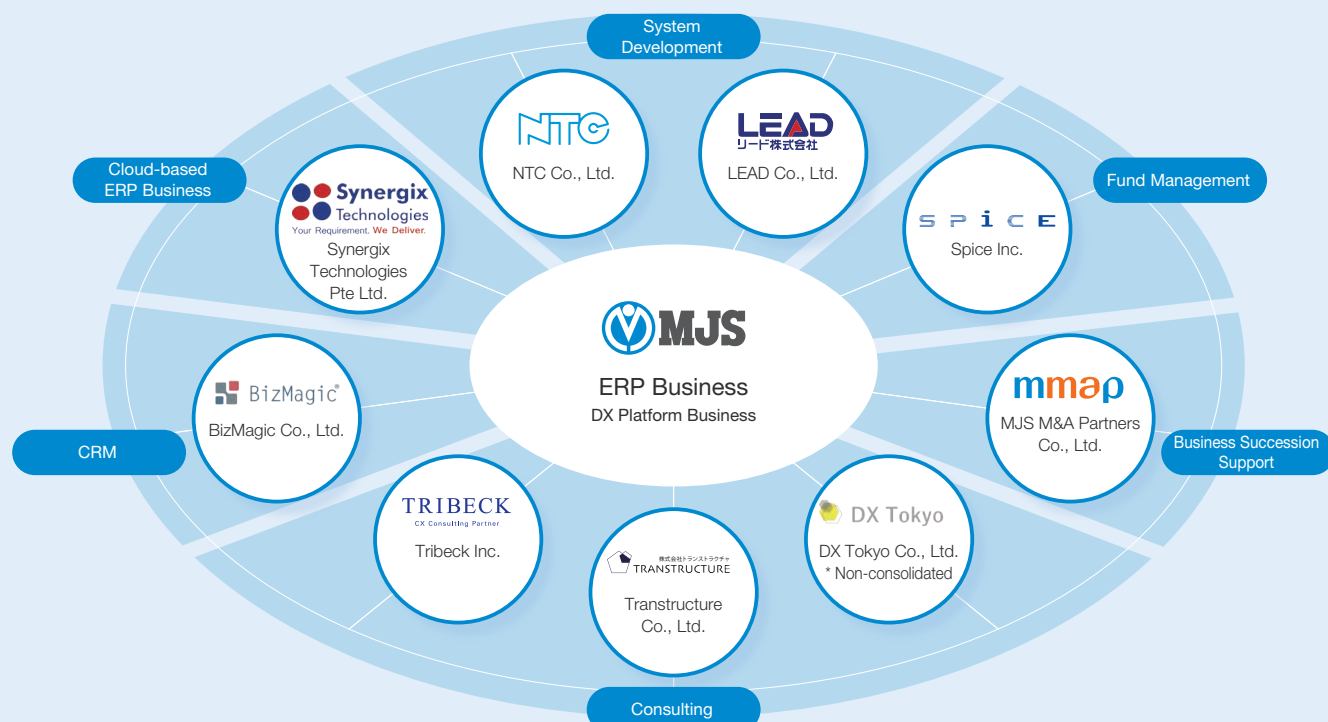 System
Development
NTC
NTC Co., Ltd.
LEAD
リード株式会社
LEAD Co., Ltd.
Cloud-based
ERP Business
Synergix
Technologies
Your Requirement. We Deliver.
Synergix
Technologies
Pte Ltd.
Fund Management
SPiCE
Spice Inc.
MJS
ERP Business
DX Platform Business
BizMagic®
BizMagic Co., Ltd.
CRM
mmap
MJS M&A Partners
Co., Ltd.
Business Succession
Support
TRIBECK
CX Consulting Partner
Tribeck Inc.
株式会社トランストラクチャ
TRANSTRUCTURE
Transtructure
Co., Ltd.
DX Tokyo
DX Tokyo Co., Ltd.
* Non-consolidated
Consulting